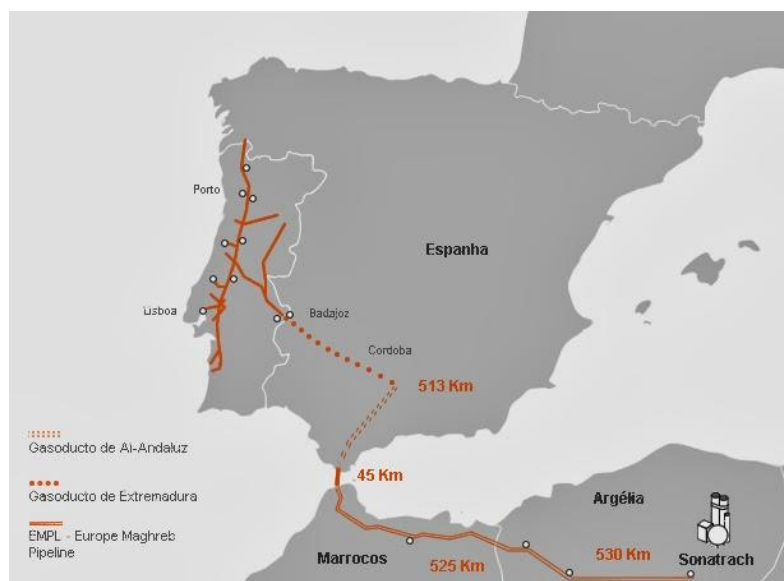 Porto
Espanha
Lisboa
Badajoz
Cordoba
513 Km
45 Km
Gasoducto de Al-Andaluz
Gasoducto de Extremadura
EMPL - Europe Maghreb
Pipeline
Argélia
Marrocos
525 Km
530 Km
Sonatrach